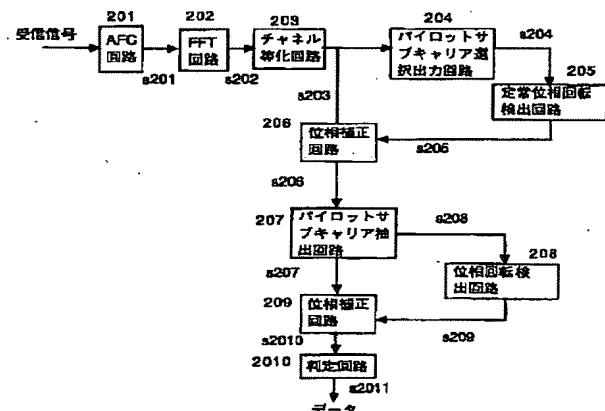 201
202
203
204
受信信号
AFC
回路
FFT
回路
チャネル
等化回路
パイロットサ
ブキャリア選
択出力回路
s204
s201
s202
s203
205
定常位相回転
検出回路
206
位相補正
回路
s205
s206
207
パイロットサ
ブキャリア抽
出回路
s208
s207
208
位相回転検
出回路
209
位相補正
回路
s209
s2010
2010
判定回路
s2011
データ